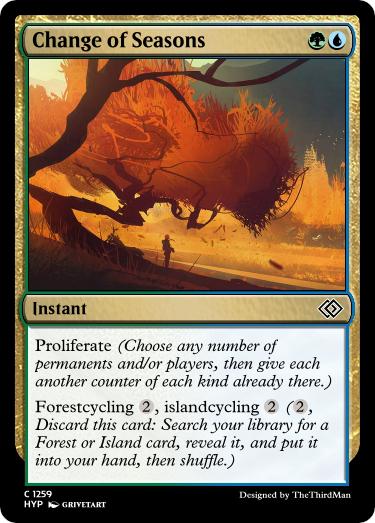 Change of Seasons
Instant
Proliferate (Choose any number of
permanents and/or players, then give each
another counter of each kind already there.)
Forestcycling 2, islandcycling 2 (2,
Discard this card: Search your library for a
Forest or Island card, reveal it, and put it
into your hand, then shuffle.)
C 1259
HYP GRIVETART
Designed by TheThirdMan